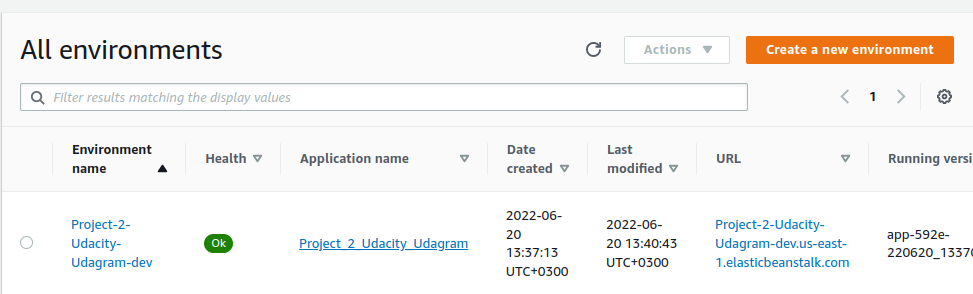 All environments
Actions
Create a new environment
Filter results matching the display values
1
Environment name
Health
Application name
Date created
Last modified
URL
Running versi
Project-2-
Udacity-
Udagram-dev
Ok
Project_2_Udacity_Udagram
2022-06-
20
13:37:13
UTC+0300
2022-06-
20 13:40:43
UTC+0300
Project-2-Udacity-
Udagram-dev.us-east-
1.elasticbeanstalk.com
app-592e-
220620_13370